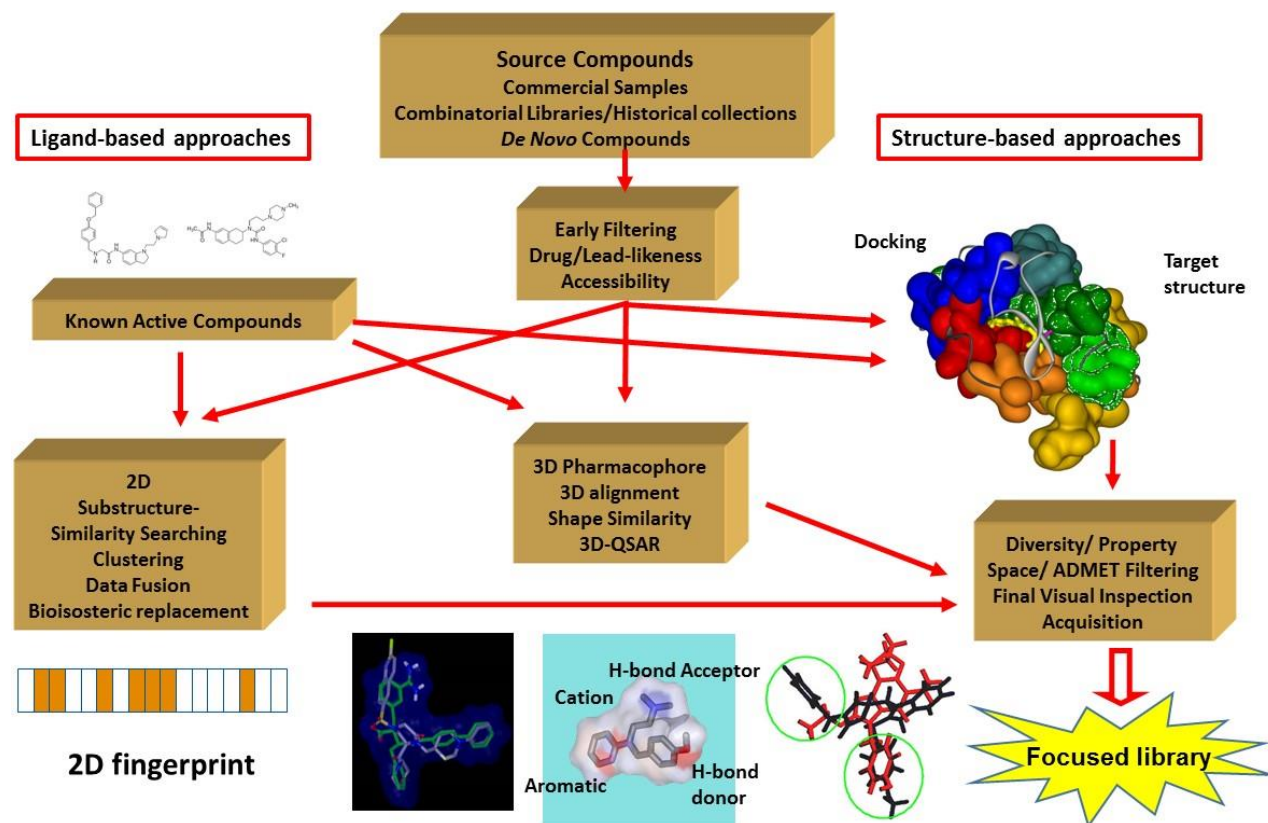 Source Compounds
Commercial Samples
Combinatorial Libraries/Historical collections
De Novo Compounds
Ligand-based approaches
Structure-based approaches
Early Filtering
Drug/Lead-likeness
Accessibility
Docking
Target
structure
Known Active Compounds
2D
Substructure-
Similarity Searching
Clustering
Data Fusion
Bioisosteric replacement
3D Pharmacophore
3D alignment
Shape Similarity
3D-QSAR
Diversity/ Property
Space/ ADMET Filtering
Final Visual Inspection
Acquisition
2D fingerprint
H-bond Acceptor
Cation
Aromatic
H-bond
donor
Focused library